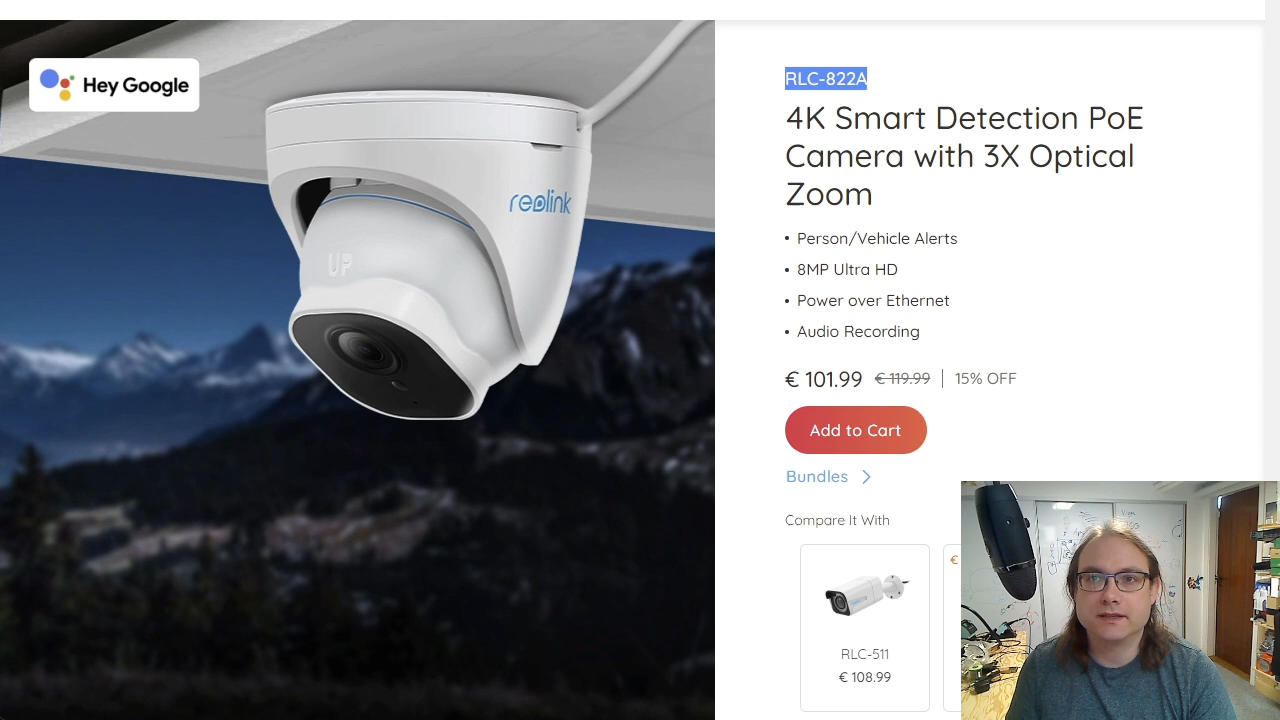 Hey Google
reolink
UP
RLC-822A
4K Smart Detection PoE
Camera with 3X Optical
Zoom
• Person/Vehicle Alerts
• 8MP Ultra HD
• Power over Ethernet
• Audio Recording
€ 101.99 € 119.99 | 15% OFF
Add to Cart
Bundles >
Compare It With
€
RLC-511
€ 108.99